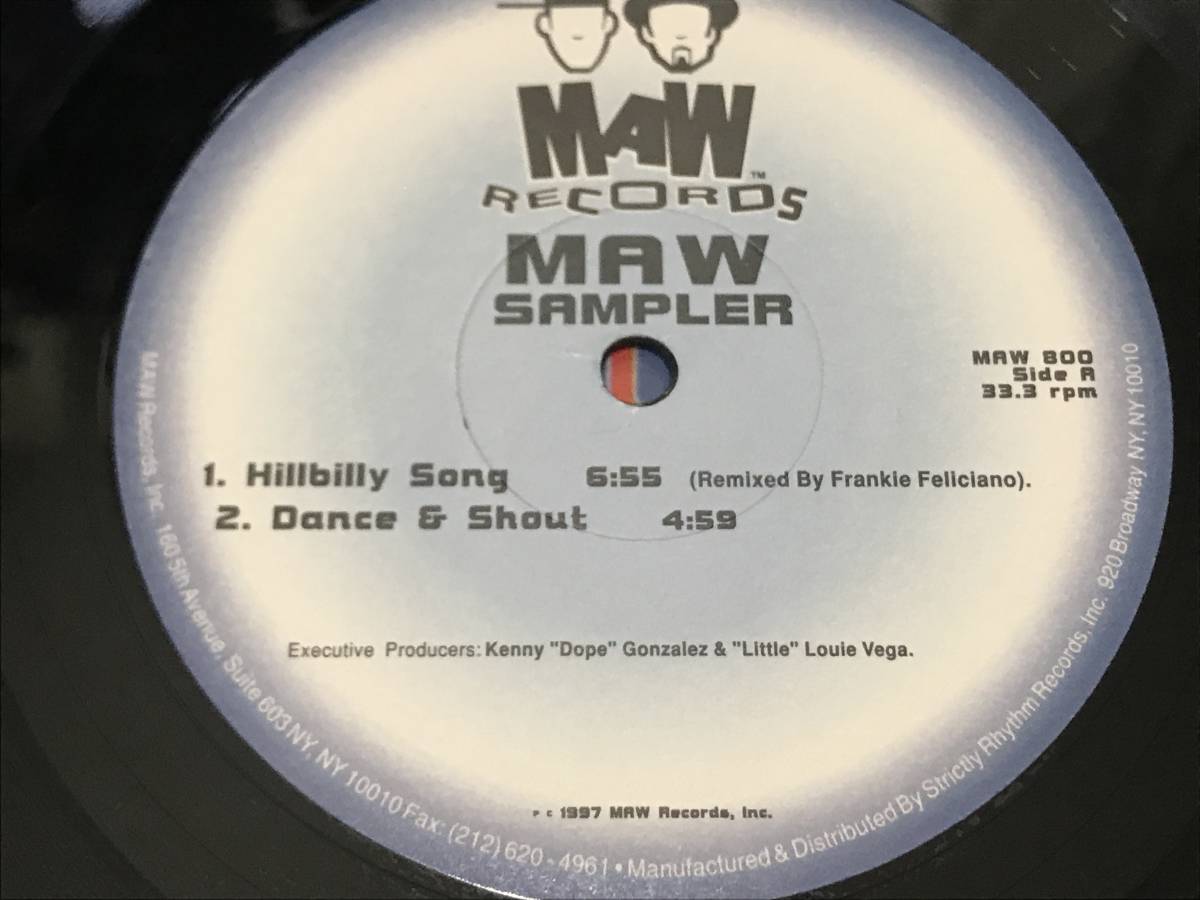 MAW
RECORDS
TM
MAW
SAMPLER
MAW 800
Side A
33.3 rpm
1. Hillbilly Song 6:55 (Remixed By Frankie Feliciano).
2. Dance & Shout 4:59
Executive Producers: Kenny "Dope" Gonzalez & "Little" Louie Vega.
P C 1997 MAW Records, Inc.
MAW Records, Inc. 160 5th Avenue, Suite 603 NY, NY 10010 Fax: (212) 620-4961 • Manufactured & Distributed By Strictly Rhythm Records, Inc. 920 Broadway NY, NY 10010